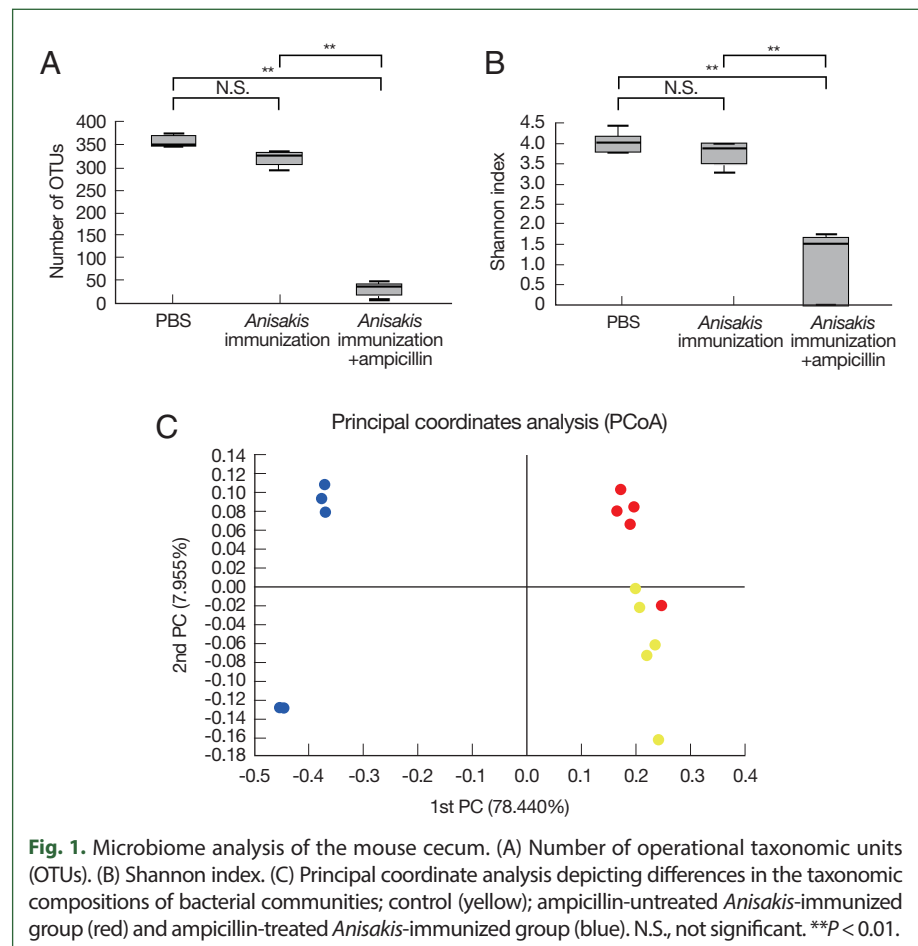 A
**
**
N.S.
400
350
300
250
200
150
100
50
0
Number of OTUs
PBS
Anisakis
immunization
Anisakis
immunization
+ampicillin
B
**
**
N.S.
4.5
4.0
3.5
3.0
2.5
2.0
1.5
1.0
0.5
0
Shannon index
PBS
Anisakis
immunization
Anisakis
immunization
+ampicillin
C
Principal coordinates analysis (PCoA)
0.14
0.12
0.10
0.08
0.06
0.04
0.02
0.00
-0.02
-0.04
-0.06
-0.08
-0.10
-0.12
-0.14
-0.16
-0.18
2nd PC (7.955%)
-0.5 -0.4 -0.3 -0.2 -0.1 0.0 0.1 0.2 0.3 0.4
1st PC (78.440%)
Fig. 1. Microbiome analysis of the mouse cecum. (A) Number of operational taxonomic units
(OTUs). (B) Shannon index. (C) Principal coordinate analysis depicting differences in the taxonomic
compositions of bacterial communities; control (yellow); ampicillin-untreated Anisakis-immunized
group (red) and ampicillin-treated Anisakis-immunized group (blue). N.S., not significant. **P < 0.01.